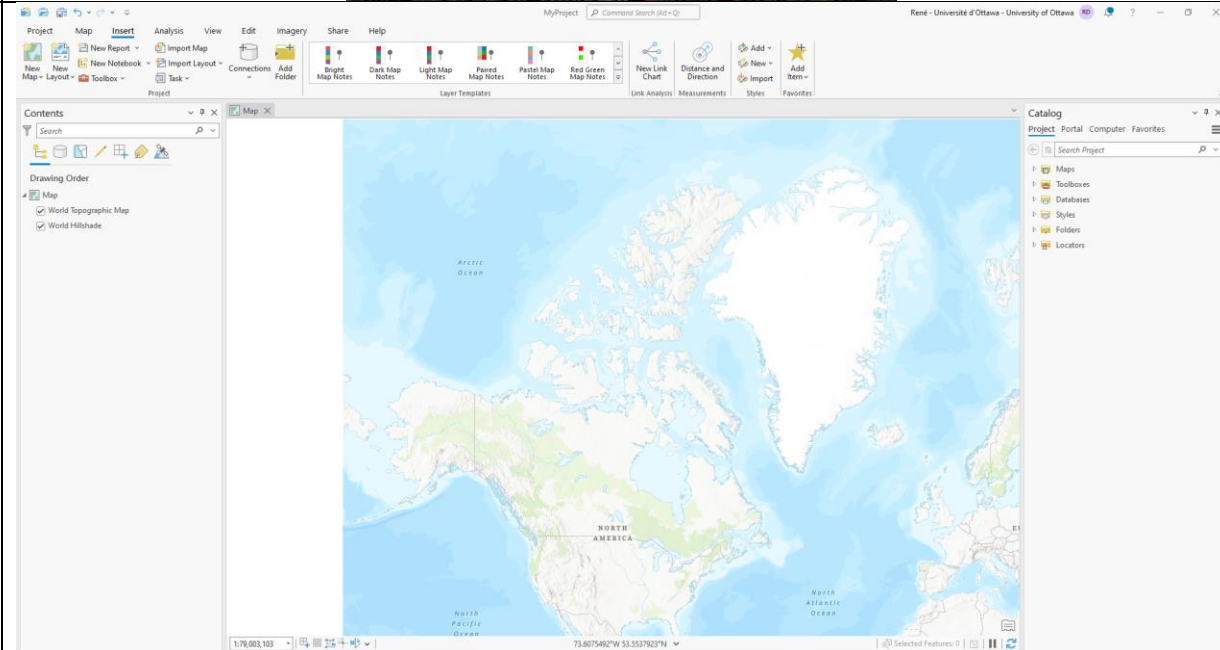 MyProject
Command Search (Alt+Q)
René - Université d'Ottawa - University of Ottawa
RD
?
Project Map Insert Analysis View Edit Imagery Share Help
New Map
New Layout
New Report
New Notebook
Toolbox
Import Map
Import Layout
Task
Connections
Add Folder
Bright Map Notes
Dark Map Notes
Light Map Notes
Paired Map Notes
Pastel Map Notes
Red Green Map Notes
New Link Chart
Distance and Direction
Add
New
Import
Add Item
Project
Layer Templates
Link Analysis
Measurements
Styles
Favorites
Contents
Search
Drawing Order
Map
World Topographic Map
World Hillshade
Map
Arctic
Ocean
NORTH
AMERICA
North
Pacific
Ocean
North
Atlantic
Ocean
1:79,003,103
73.6075492°W 53.5537923°N
Selected Features: 0
Catalog
Project Portal Computer Favorites
Search Project
Maps
Toolboxes
Databases
Styles
Folders
Locators